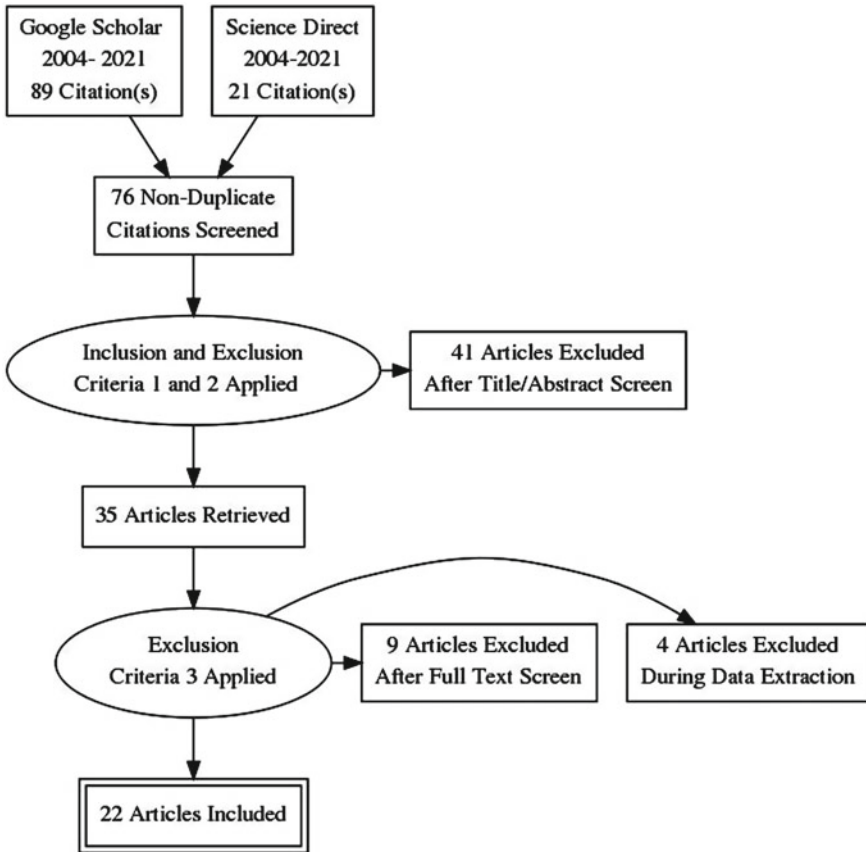 Google Scholar
2004- 2021
89 Citation(s)
Science Direct
2004-2021
21 Citation(s)
76 Non-Duplicate
Citations Screened
Inclusion and Exclusion
Criteria 1 and 2 Applied
41 Articles Excluded
After Title/Abstract Screen
35 Articles Retrieved
Exclusion
Criteria 3 Applied
9 Articles Excluded
After Full Text Screen
4 Articles Excluded
During Data Extraction
22 Articles Included